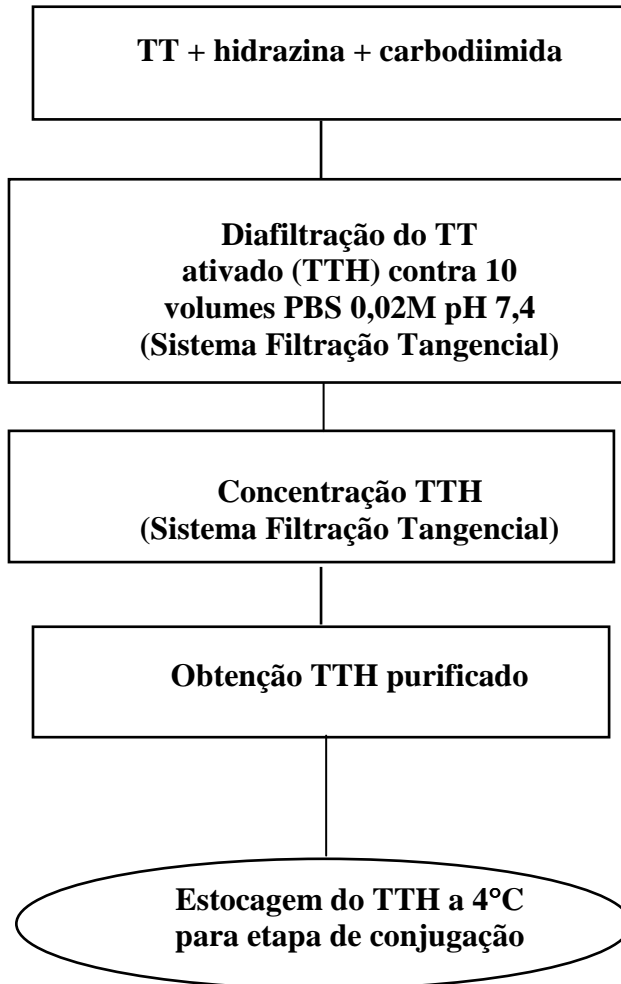 TT + hidrazina + carbodiimida
Diafiltração do TT
ativado (TTH) contra 10
volumes PBS 0,02M pH 7,4
(Sistema Filtração Tangencial)
Concentração TTH
(Sistema Filtração Tangencial)
Obtenção TTH purificado
Estocagem do TTH a 4°C
para etapa de conjugação